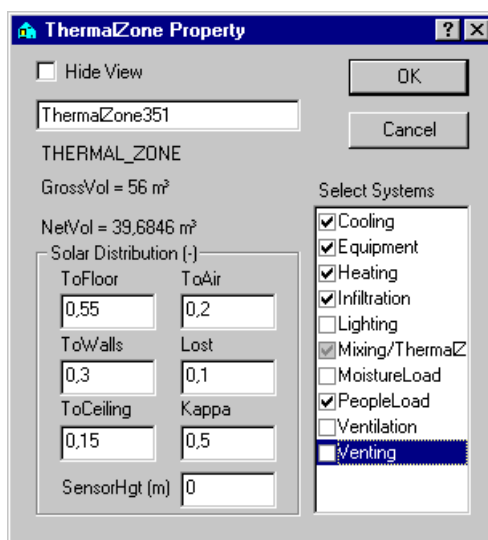 ThermalZone Property
Hide View
OK
ThermalZone351
Cancel
THERMAL_ZONE
GrossVol = 56 m³
Select Systems
NetVol = 39,6846 m³
Solar Distribution (-)
ToFloor ToAir
0,55 0,2
ToWalls Lost
0,3 0,1
ToCeiling Kappa
0,15 0,5
SensorHgt (m) 0
Cooling
Equipment
Heating
Infiltration
Lighting
Mixing/ThermalZ
MoistureLoad
PeopleLoad
Ventilation
Venting